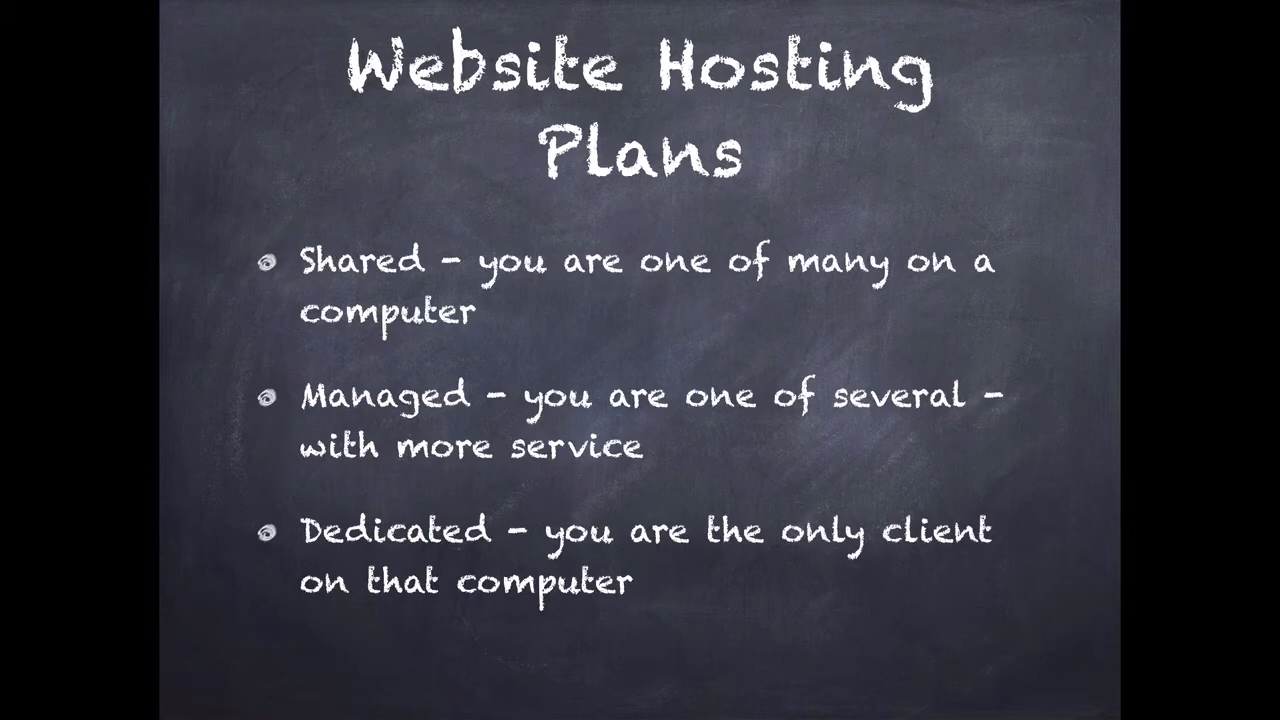 Website Hosting
Plans
Shared - you are one of many on a
computer
Managed - you are one of several -
with more service
Dedicated - you are the only client
on that computer